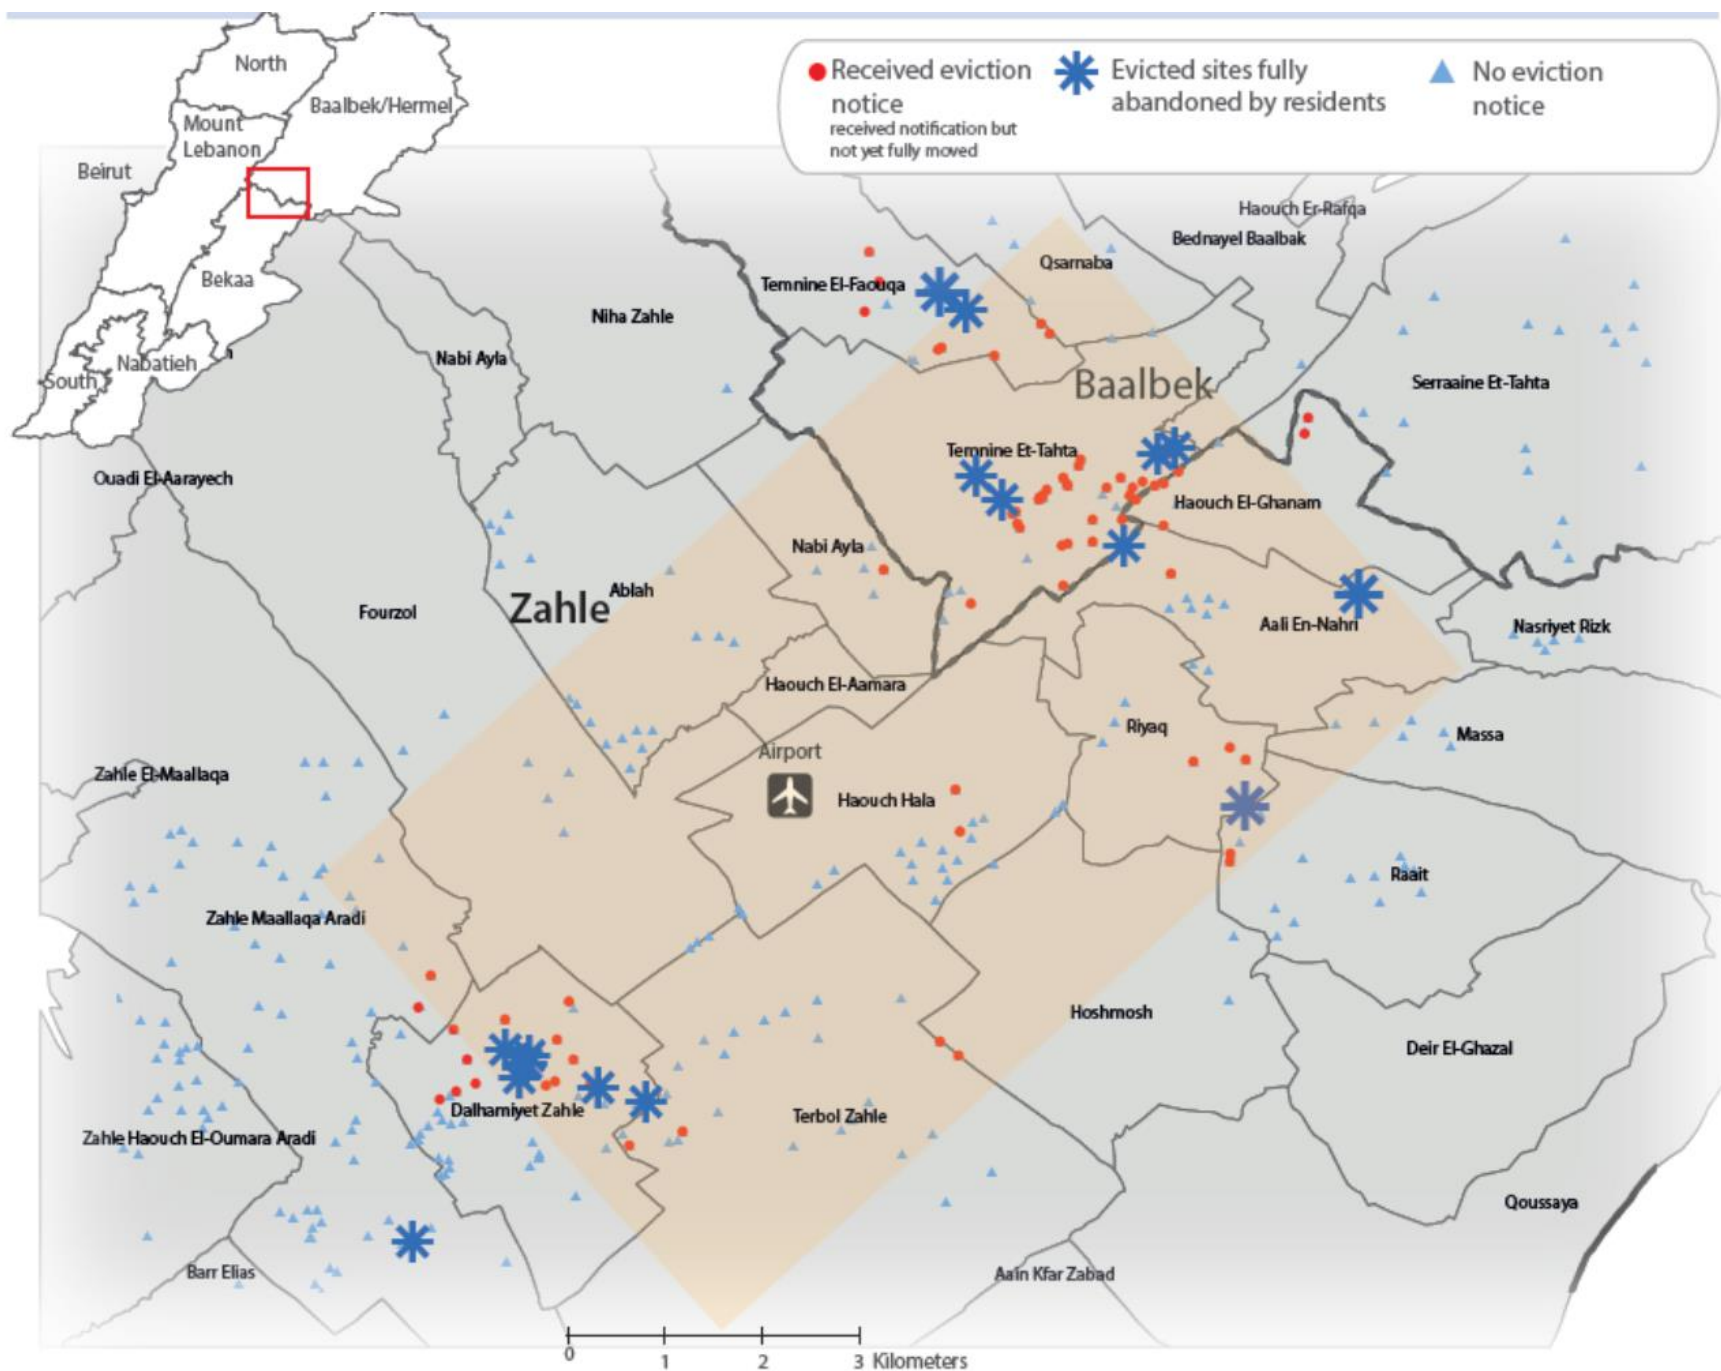 North
Baalbek/Hermel
Mount
Lebanon
Beirut
Bekaa
Nabatieh
South
Received eviction
notice
received notification but
not yet fully moved
Evicted sites fully
abandoned by residents
No eviction
notice
Haouch Er-Rafqa
Bednayel Baalbak
Qsarnaba
Temnine El-Faouqa
Niha Zahle
Nabi Ayla
Baalbek
Serraaine Et-Tahta
Temnine Et-Tahta
Ouadi El-Aarayech
Haouch El-Ghanam
Nabi Ayla
Ablah
Zahle
Fourzol
Aali En-Nahri
Nasriyet Rizk
Haouch El-Aamara
Riyaq
Massa
Airport
Zahle El-Maallaqa
Haouch Hala
Raait
Zahle Maallaqa Aradi
Hoshmosh
Deir El-Ghazal
Dalhamiyet Zahle
Terbol Zahle
Zahle Haouch El-Oumara Aradi
Qoussaya
Barr Elias
Aain Kfar Zabad
0 1 2 3 Kilometers